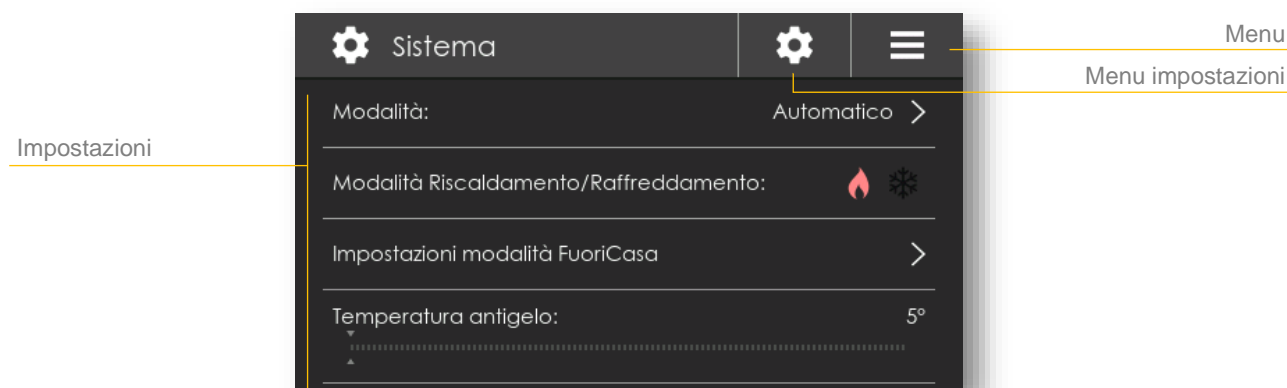 Sistema
Menu
Menu impostazioni
Modalità: Automatico
Impostazioni
Modalità Riscaldamento/Raffreddamento:
Impostazioni modalità FuoriCasa
Temperatura antigelo: 5°